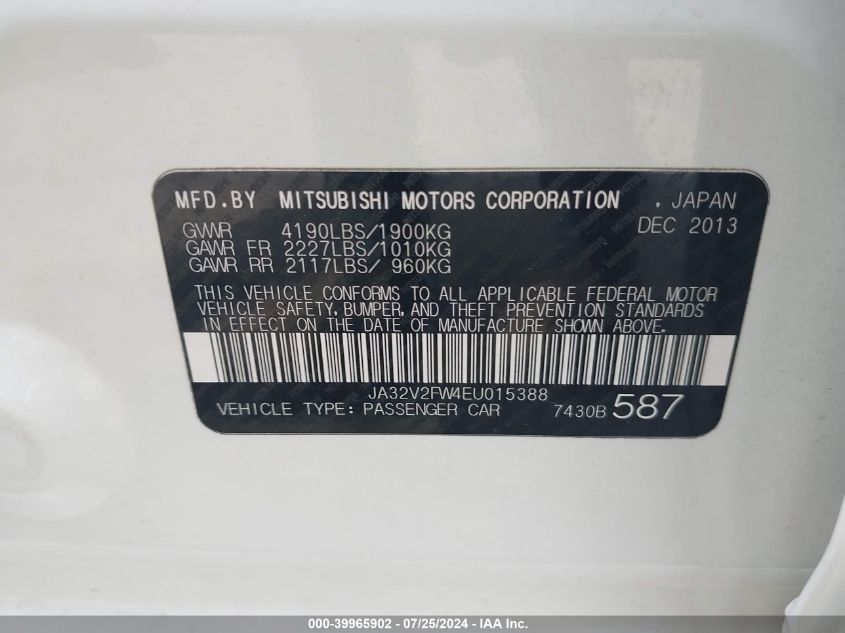 MFD.BY MITSUBISHI MOTORS CORPORATION , JAPAN
GVWR 4190LBS/1900KG DEC 2013
GAWR FR 2227LBS/1010KG
GAWR RR 2117LBS/ 960KG
THIS VEHICLE CONFORMS TO ALL APPLICABLE FEDERAL MOTOR
VEHICLE SAFETY, BUMPER, AND THEFT PREVENTION STANDARDS
IN EFFECT ON THE DATE OF MANUFACTURE SHOWN ABOVE.
JA32V2FW4EU015388
VEHICLE TYPE: PASSENGER CAR 7430B 587
000-39965902 / 07/25/2024 - © IAA Inc.